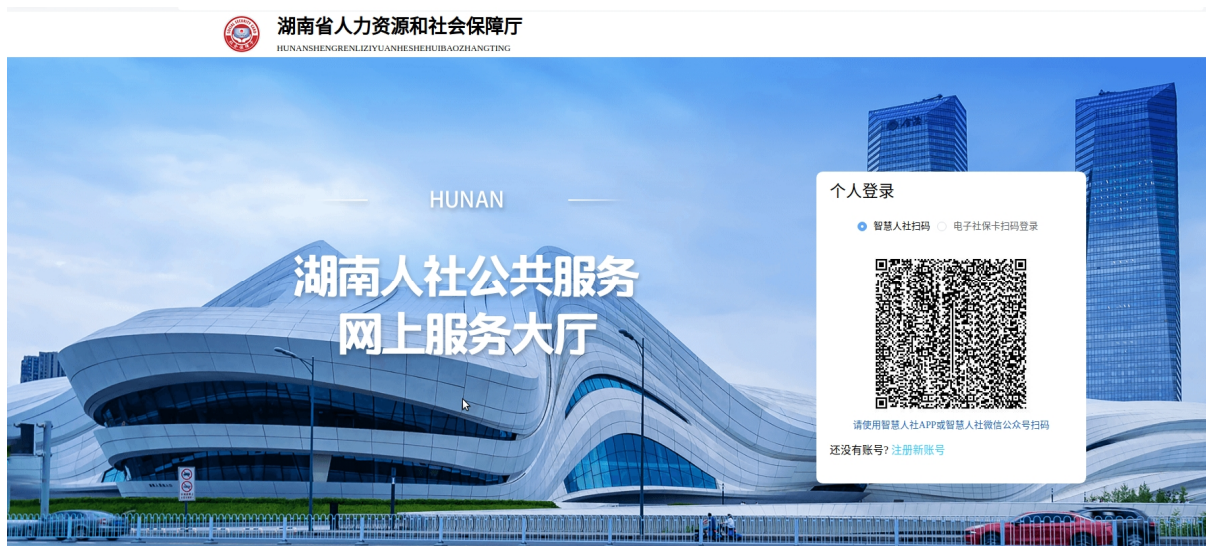 湖南省人力资源和社会保障厅
HUNANSHENGRENLIZIYUANHESHEHUIBAOZHANGTING
HUNAN
湖南人社公共服务
网上服务大厅
个人登录
智慧人社扫码 电子社保卡扫码登录
请使用智慧人社APP或智慧人社微信公众号扫码
还没有账号? 注册新账号